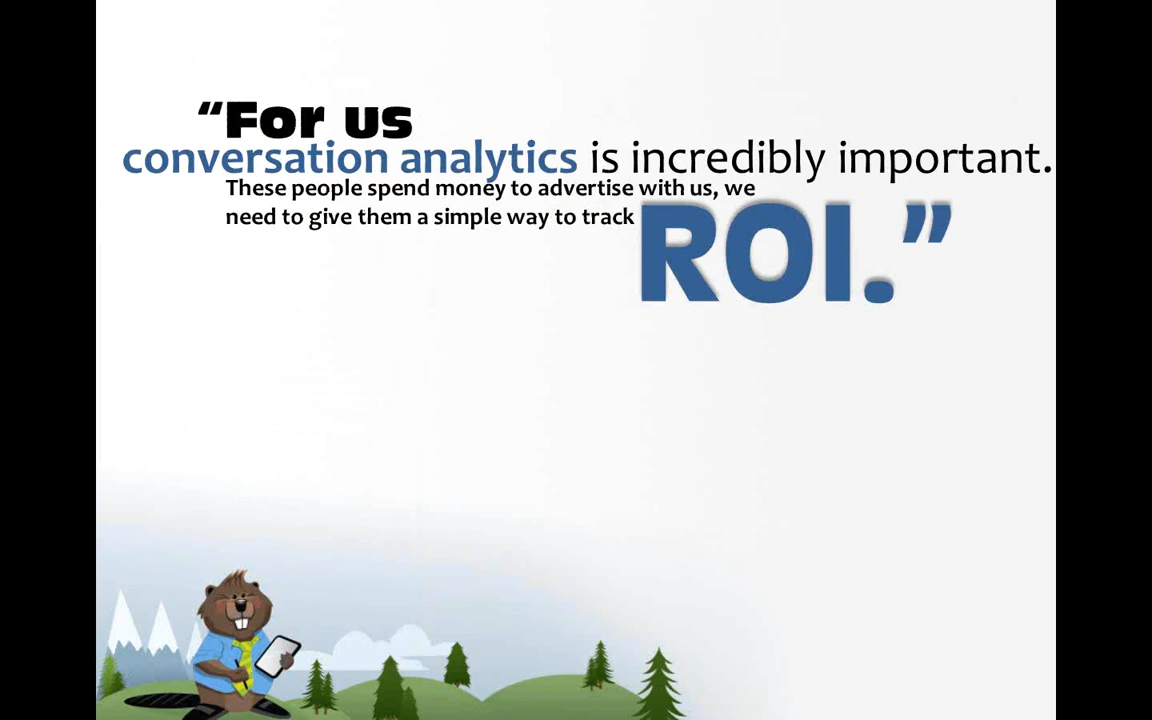 “For us
conversation analytics is incredibly important.
These people spend money to advertise with us, we
need to give them a simple way to track
ROI.”